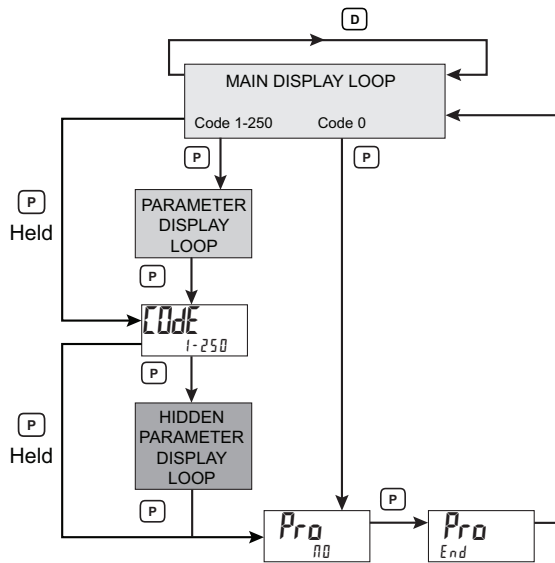 D
MAIN DISPLAY LOOP
Code 1-250 Code 0
P P
P
Held
PARAMETER
DISPLAY
LOOP
P
COdE
1-250
P
P
Held
HIDDEN
PARAMETER
DISPLAY
LOOP
P
Pro
NO
P
Pro
End